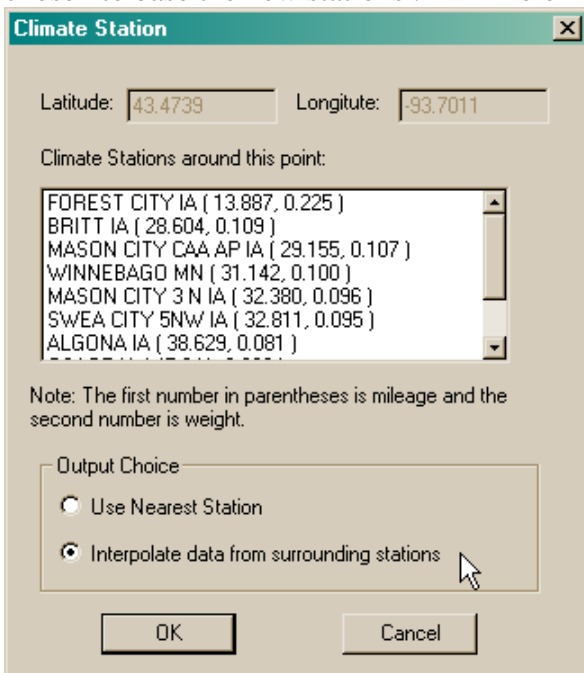 Climate Station
Latitude: 43.4739 Longitute: -93.7011
Climate Stations around this point:
FOREST CITY IA ( 13.887, 0.225 )
BRITT IA ( 28.604, 0.109 )
MASON CITY CAA AP IA ( 29.155, 0.107 )
WINNEBAGO MN ( 31.142, 0.100 )
MASON CITY 3 N IA ( 32.380, 0.096 )
SWEA CITY 5NW IA ( 32.811, 0.095 )
ALGONA IA ( 38.629, 0.081 )
Note: The first number in parentheses is mileage and the
second number is weight.
Output Choice
Use Nearest Station
Interpolate data from surrounding stations
OK Cancel